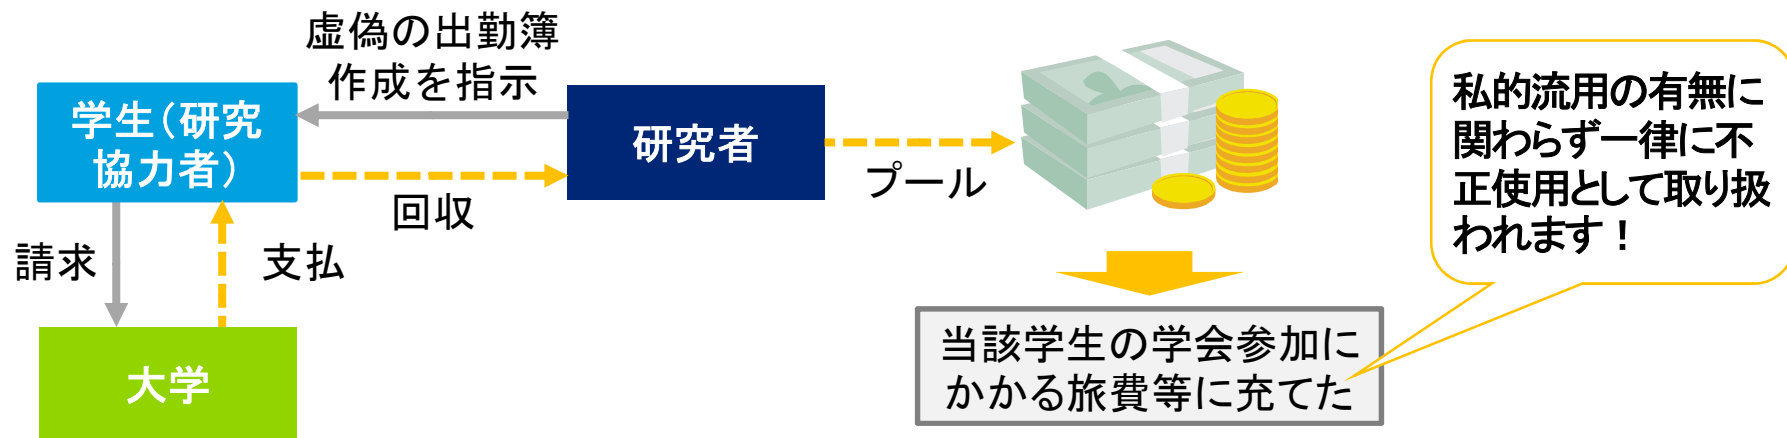 虚偽の出勤簿
作成を指示
学生（研究
協力者）
研究者
プール
回収
請求
支払
大学
当該学生の学会参加に
かかる旅費等に充てた
私的流用の有無に
関わらず一律に不
正使用として取り扱
われます！